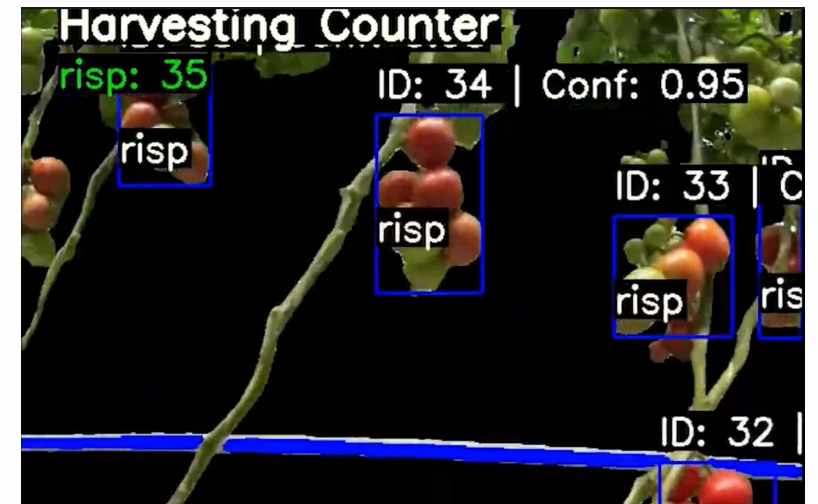 Harvesting Counter
risp: 35
ID: 34 | Conf: 0.95
risp
ID: 33 | C
risp
risp
ris
ID: 32 |